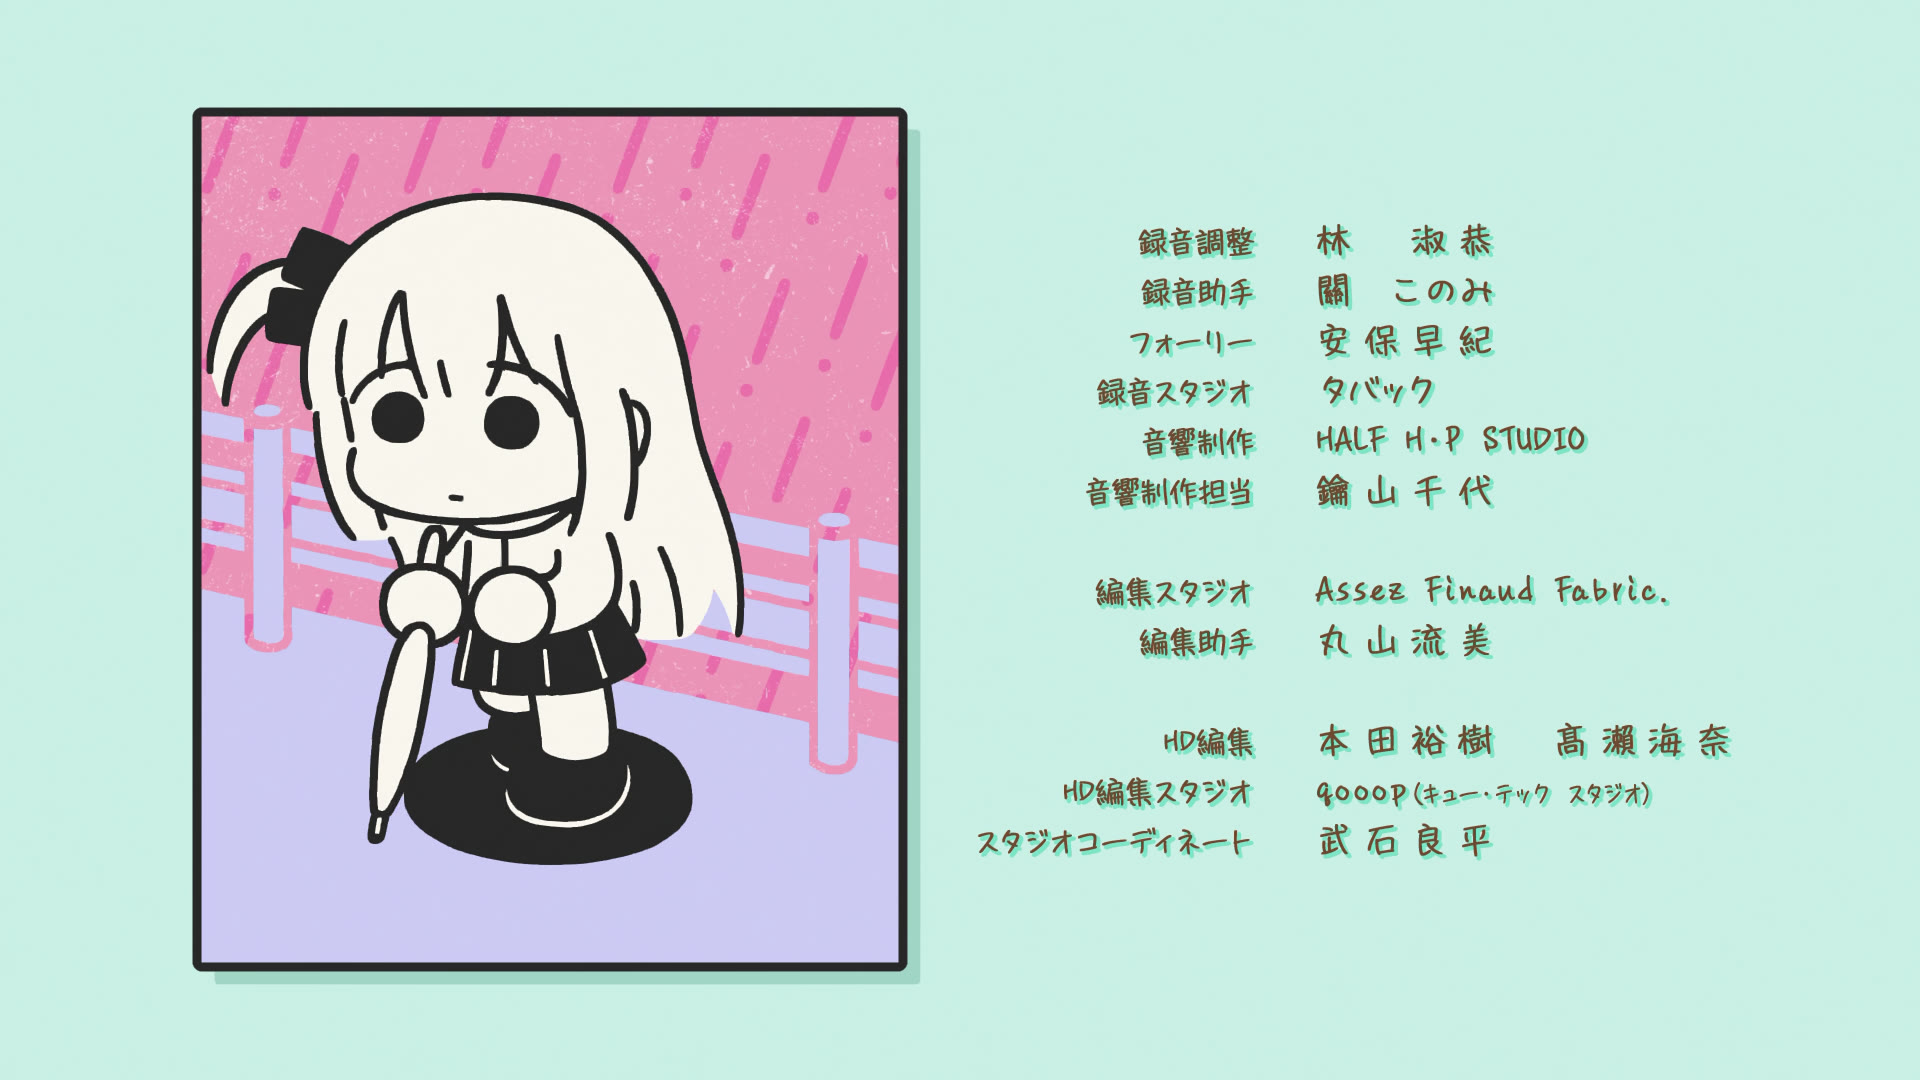 録音調整 林 淑恭
録音助手 關 このみ
フォーリー 安保早紀
録音スタジオ タバック
音響制作 HALF H・P STUDIO
音響制作担当 鑰山千代
編集スタジオ Assez Finaud Fabric.
編集助手 丸山流美
HD編集 本田裕樹 髙瀨海奈
HD編集スタジオ qooop(キュー・テック スタジオ)
スタジオコーディネート 武石良平